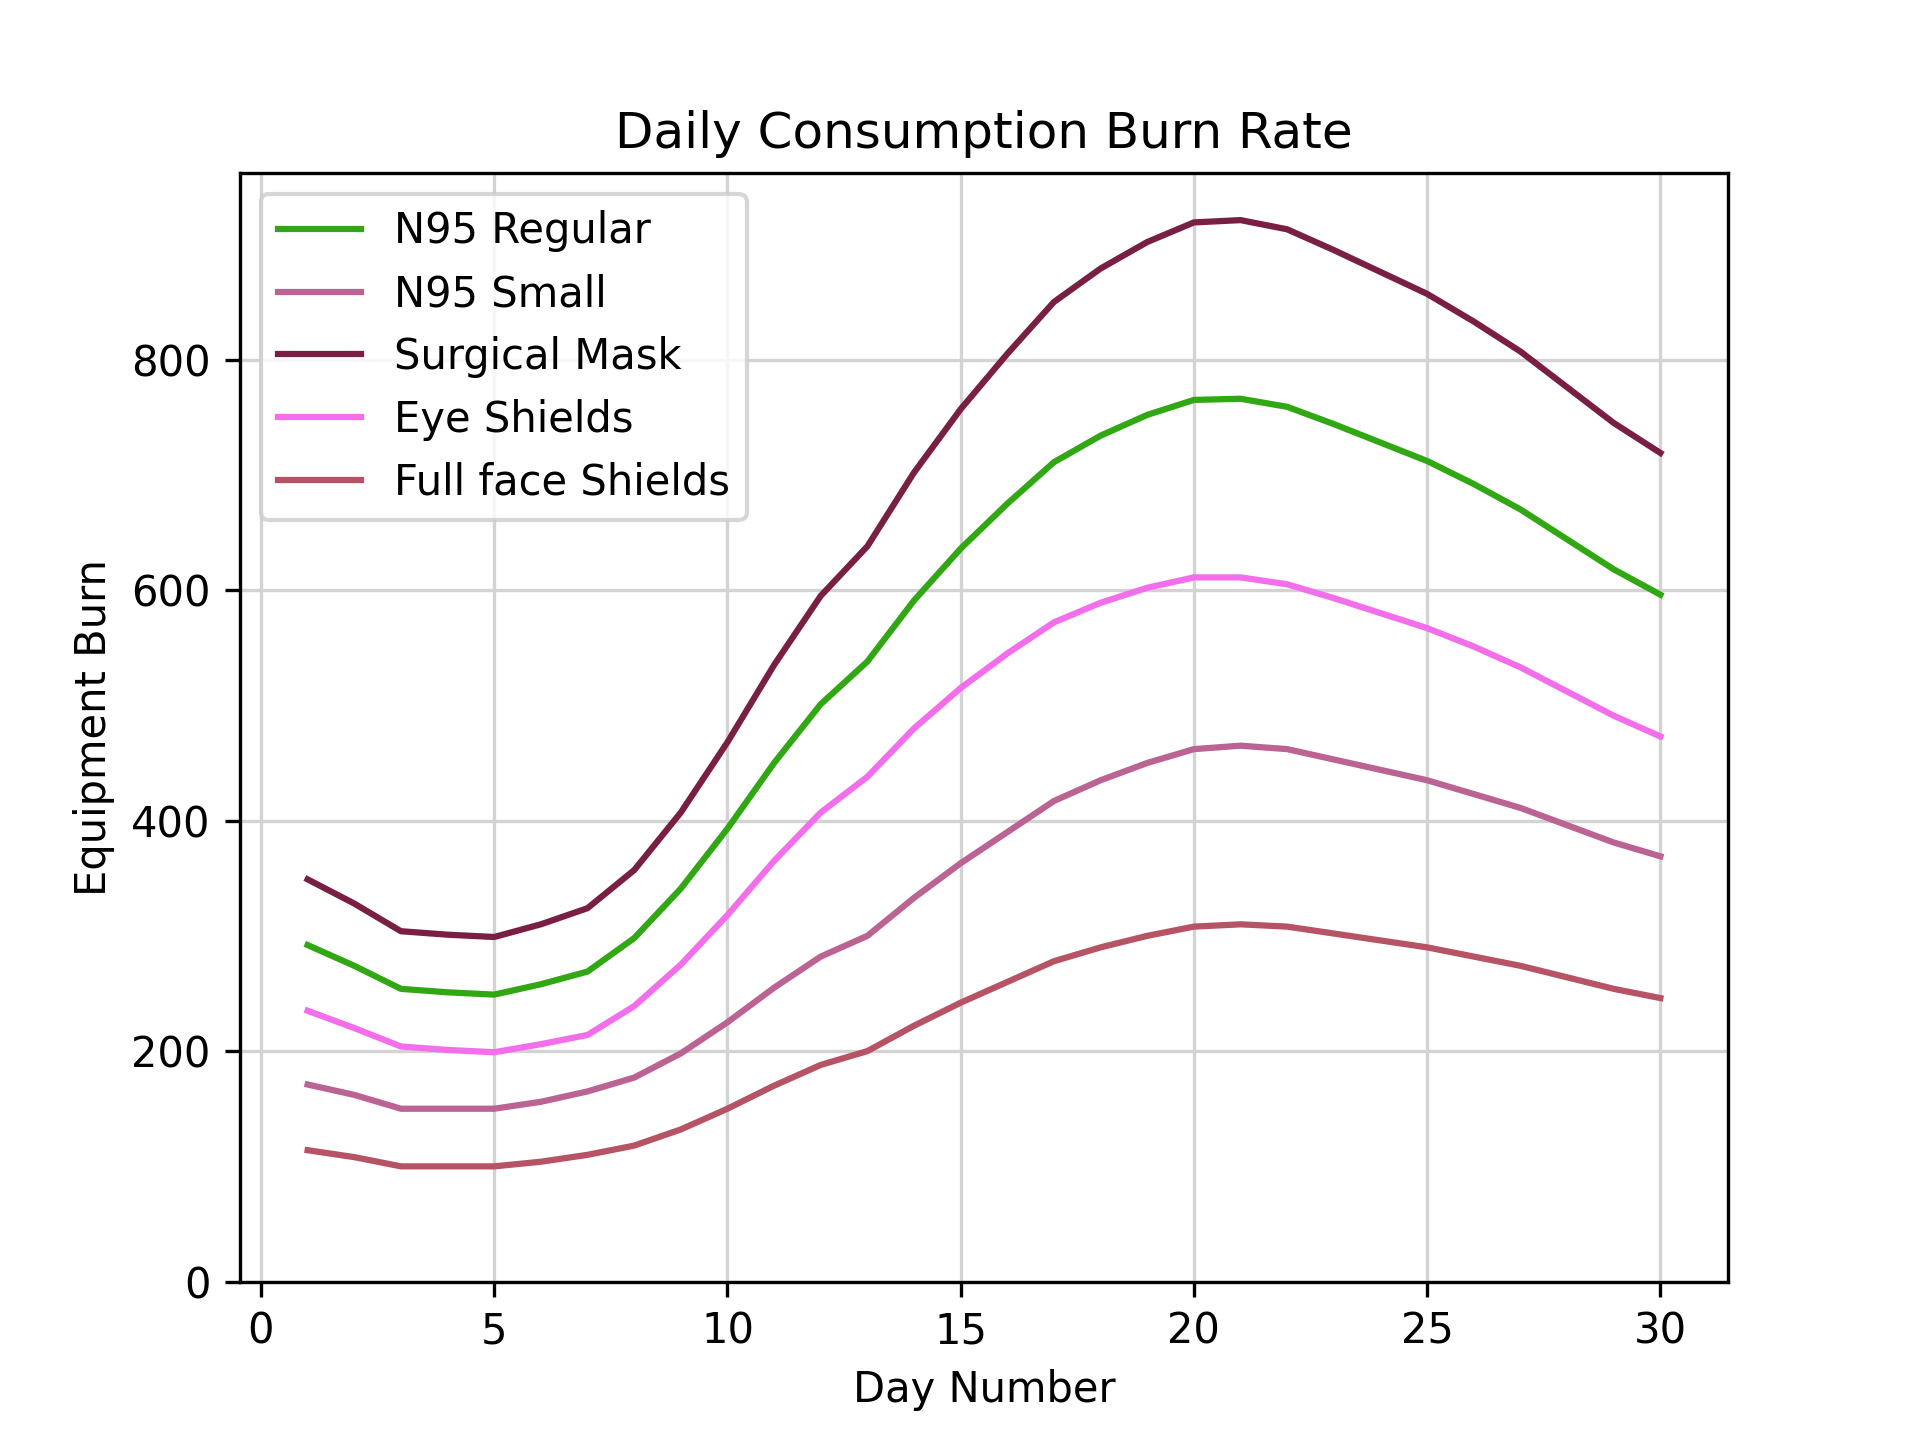 Daily Consumption Burn Rate
N95 Regular
N95 Small
Surgical Mask
Eye Shields
Full face Shields
Equipment Burn
800
600
400
200
0
0 5 10 15 20 25 30
Day Number